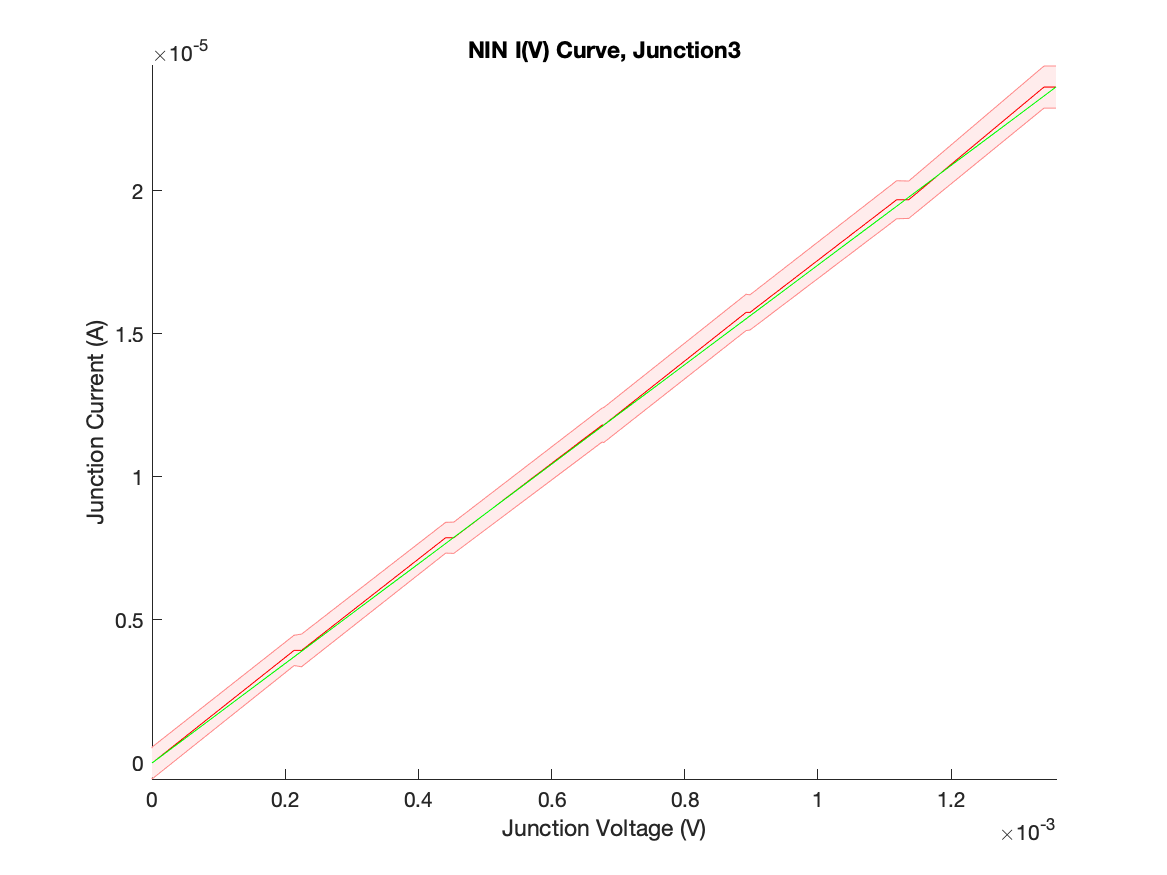 NIN I(V) Curve, Junction3
×10⁻⁵
2
1.5
1
0.5
0
Junction Current (A)
0 0.2 0.4 0.6 0.8 1 1.2
Junction Voltage (V)
×10⁻³